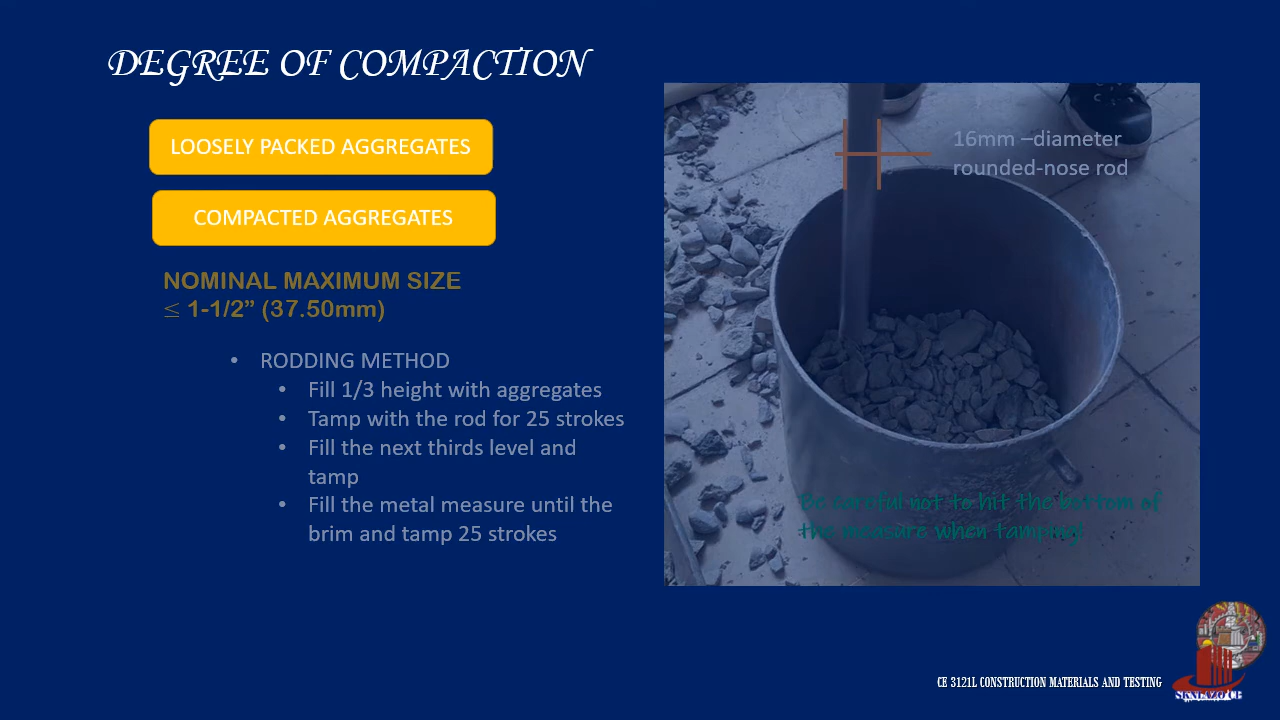 DEGREE OF COMPACTION
LOOSELY PACKED AGGREGATES
COMPACTED AGGREGATES
NOMINAL MAXIMUM SIZE
≤ 1-1/2” (37.50mm)
• RODDING METHOD
• Fill 1/3 height with aggregates
• Tamp with the rod for 25 strokes
• Fill the next thirds level and
tamp
• Fill the metal measure until the
brim and tamp 25 strokes
16mm –diameter
rounded-nose rod
Be careful not to hit the bottom of
the measure when tamping!
CE 3121L CONSTRUCTION MATERIALS AND TESTING